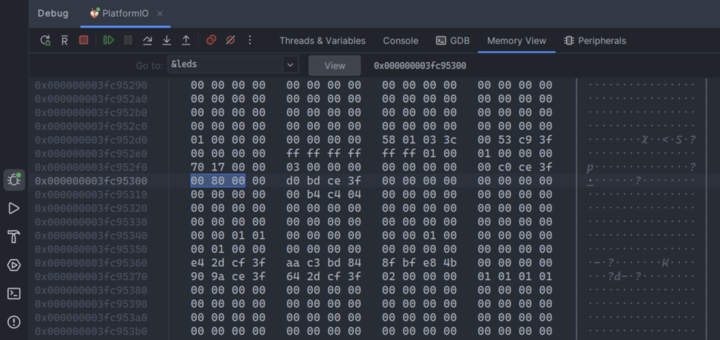 Debug PlatformIO ×
Threads & Variables Console GDB Memory View Peripherals
Go to: &leds View 0x000000003fc95300
0x000000003fc95290 00 00 00 00 00 00 00 00 00 00 00 00 00 00 00 00
0x000000003fc952a0 00 00 00 00 00 00 00 00 00 00 00 00 00 00 00 00
0x000000003fc952b0 00 00 00 00 00 00 00 00 00 00 00 00 00 00 00 00
0x000000003fc952c0 00 00 00 00 00 00 00 00 00 00 00 00 00 00 00 00
0x000000003fc952d0 01 00 00 00 00 00 00 00 58 01 03 3c 00 53 c9 3f X··<·S·?
0x000000003fc952e0 00 00 00 00 ff ff ff ff ff ff 01 00 01 00 00 00
0x000000003fc952f0 70 17 00 00 03 00 00 00 00 00 00 00 00 c0 ce 3f p··············?
0x000000003fc95300 00 80 00 00 d0 bd ce 3f 00 00 00 00 00 00 00 00 ·······?········
0x000000003fc95310 00 00 00 00 00 b4 c4 04 00 00 00 00 00 00 00 00
0x000000003fc95320 00 00 00 00 00 00 00 00 00 00 00 00 00 00 00 00
0x000000003fc95330 00 00 00 00 00 00 00 00 00 00 00 00 00 00 00 00
0x000000003fc95340 00 00 01 01 00 00 00 00 00 00 01 00 00 00 00 00
0x000000003fc95350 00 01 00 00 00 00 00 00 00 00 00 00 00 00 00 00
0x000000003fc95360 e4 2d cf 3f aa c3 bd 84 8f bf e8 4b 00 00 00 00 ·-·?·······K····
0x000000003fc95370 90 9a ce 3f 64 2d cf 3f 02 00 00 00 01 01 01 01 ···?d-·?········
0x000000003fc95380 00 00 00 00 00 00 00 00 00 00 00 00 00 00 00 00
0x000000003fc95390 00 00 00 00 00 00 00 00 00 00 00 00 00 00 00 00
0x000000003fc953a0 00 00 00 00 00 00 00 00 00 00 00 00 00 00 00 00
0x000000003fc953b0 00 00 00 00 00 00 00 00 00 00 00 00 00 00 00 00